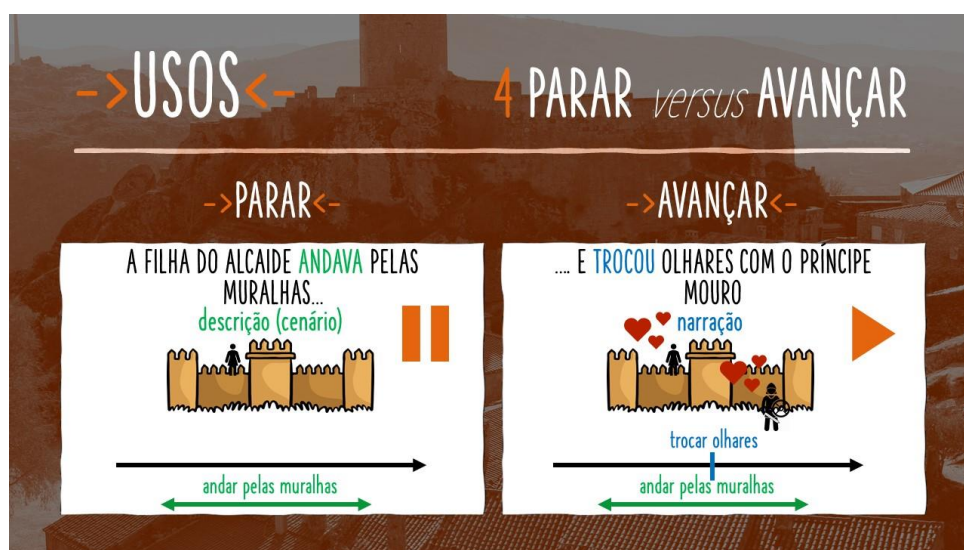 ->USOS<-
4 PARAR versus AVANÇAR
->PARAR<-
A FILHA DO ALCAIDE ANDAVA PELAS
MURALHAS...
descrição (cenário)
andar pelas muralhas
->AVANÇAR<-
.... E TROCOU OLHARES COM O PRÍNCIPE
MOURO
narração
trocar olhares
andar pelas muralhas